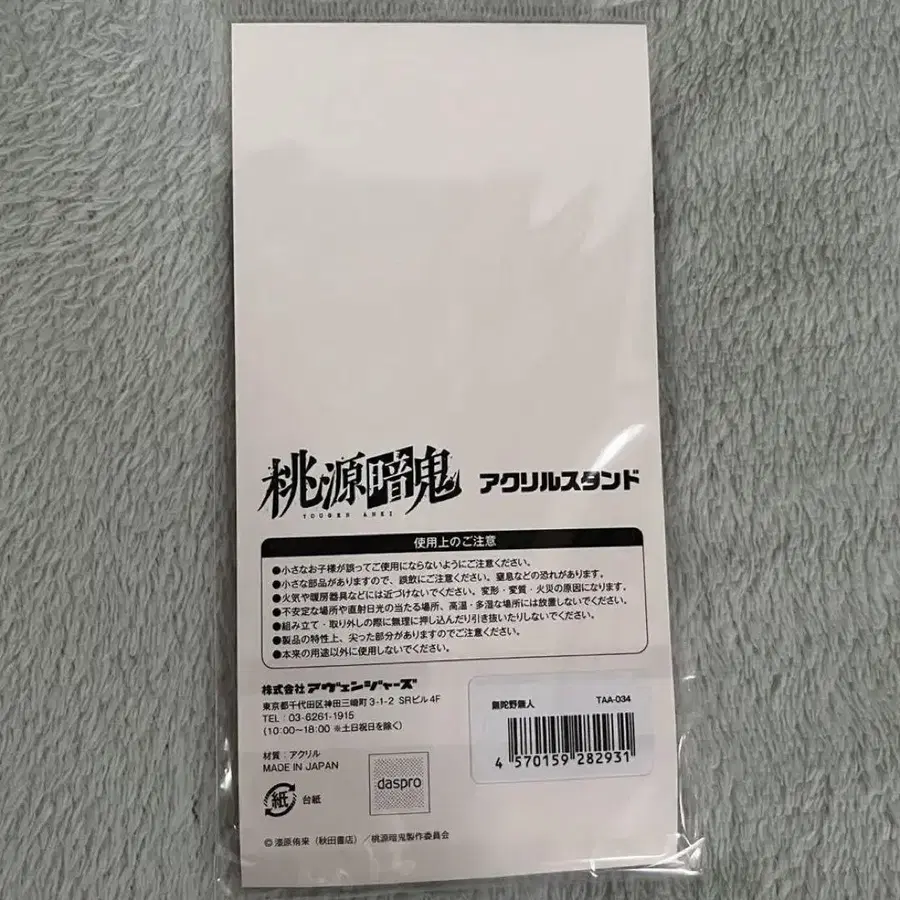 桃源暗鬼 アクリルスタンド
TOUGEN ANKI
使用上のご注意
●小さなお子様が誤ってご使用にならないようにご注意ください。
●小さな部品がありますので、誤飲にご注意ください。窒息などの恐れがあります。
●火気や暖房器具などには近づけないでください。変形・変質・火災の原因になります。
●不安定な場所や直射日光の当たる場所、高温・多湿な場所には放置しないでください。
●組み立て・取り外しの際に無理に押し込んだり引き抜いたりしないでください。
●製品の特性上、尖った部分がありますのでご注意ください。
●本来の用途以外に使用しないでください。
株式会社アヴェンジャーズ
東京都千代田区神田三崎町3-1-2 SRビル4F
TEL:03-6261-1915
(10:00～18:00 ※土日祝日を除く)
無陀野無人 TAA-034
4 570159 282931
材質：アクリル
MADE IN JAPAN
紙 台紙
daspro
©漆原侑来（秋田書店）／桃源暗鬼製作委員会